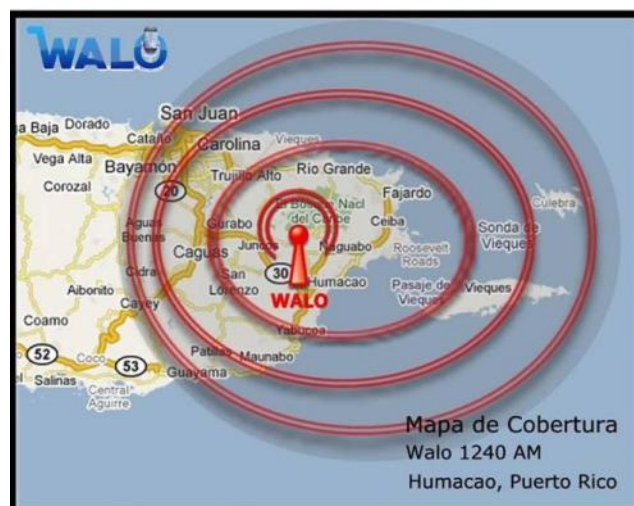 WALO
San Juan
Vega Baja Dorado
Cataño
Carolina
Vieques
Vega Alta
Bayamón
Trujillo Alto
Rio Grande
Corozal
20
El Bosque Nacl
del Caribe
Fajardo
Culebra
Aguas
Buenas
Gurabo
Ceiba
Sonda de
Vieques
Caguas
Juncos
Naguabo
Roosevelt
Roads
Cidra
San
Lorenzo
30
Humacao
Pasaje de
Vieques
Vieques
Aibonito
Cayey
WALO
Coamo
Yabucoa
52
Coco
53
Patillas
Maunabo
Salinas
Guayama
Central
Aguirre
Mapa de Cobertura
Walo 1240 AM
Humacao, Puerto Rico